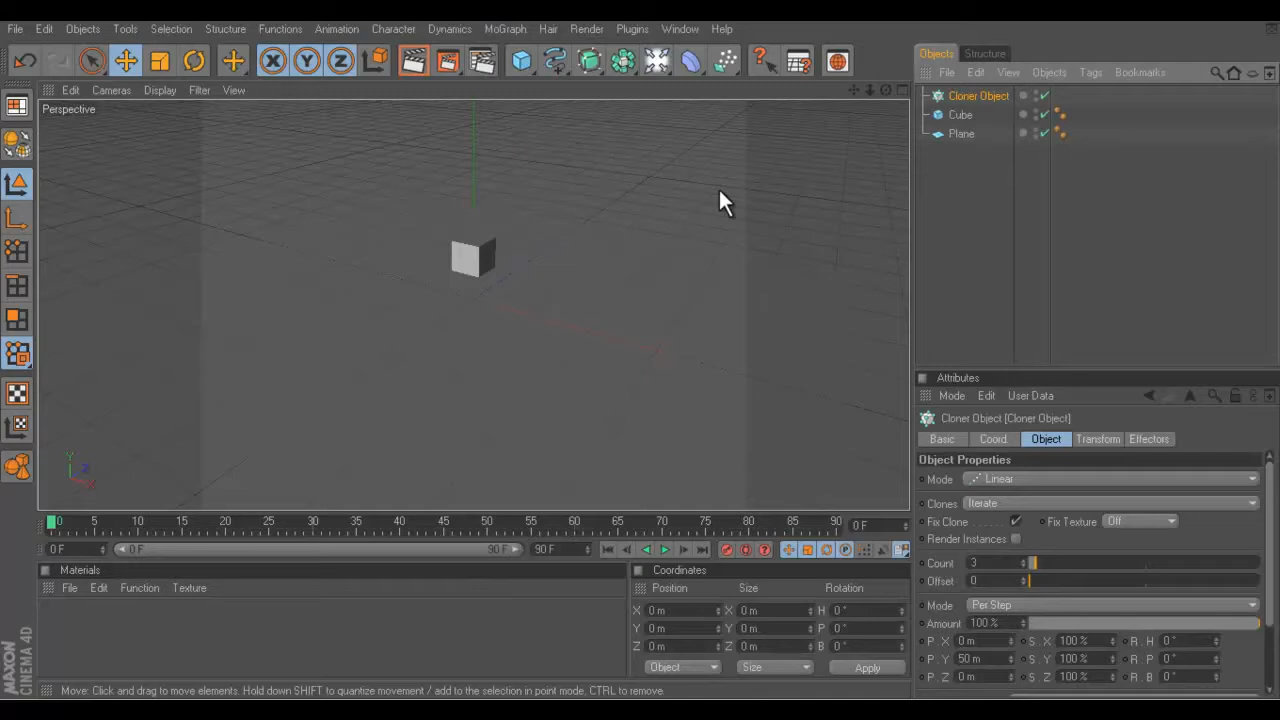 File Edit Objects Tools Selection Structure Functions Animation Character Dynamics MoGraph Hair Render Plugins Window Help
Objects Structure
File Edit View Objects Tags Bookmarks
Edit Cameras Display Filter View
Perspective
Cloner Object
Cube
Plane
Attributes
Mode Edit User Data
Cloner Object [Cloner Object]
Basic Coord. Object Transform Effectors
Object Properties
Mode Linear
Clones Iterate
Fix Clone Fix Texture Off
Render Instances
Count 3
Offset 0
Mode Per Step
Amount 100 %
P . X 0 m S . X 100 % R . H 0 °
P . Y 50 m S . Y 100 % R . P 0 °
P . Z 0 m S . Z 100 % R . B 0 °
Y Z X
0 5 10 15 20 25 30 35 40 45 50 55 60 65 70 75 80 85 90 0 F
0 F 0 F 90 F 90 F
Materials
File Edit Function Texture
Coordinates
Position Size Rotation
X 0 m X 0 m H 0 °
Y 0 m Y 0 m P 0 °
Z 0 m Z 0 m B 0 °
Object Size Apply
MAXON
CINEMA 4D
Move: Click and drag to move elements. Hold down SHIFT to quantize movement / add to the selection in point mode, CTRL to remove.